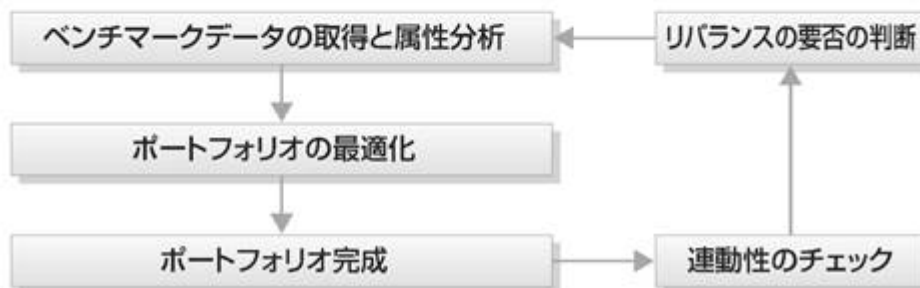 ベンチマークデータの取得と属性分析
リバランスの要否の判断
ポートフォリオの最適化
ポートフォリオ完成
連動性のチェック